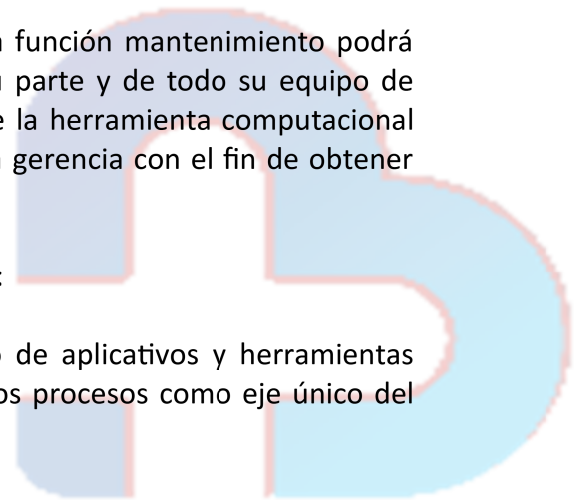 función mantenimiento podrá
parte y de todo su equipo de
la herramienta computacional
gerencia con el fin de obtener
:
de aplicativos y herramientas
os procesos como eje único del